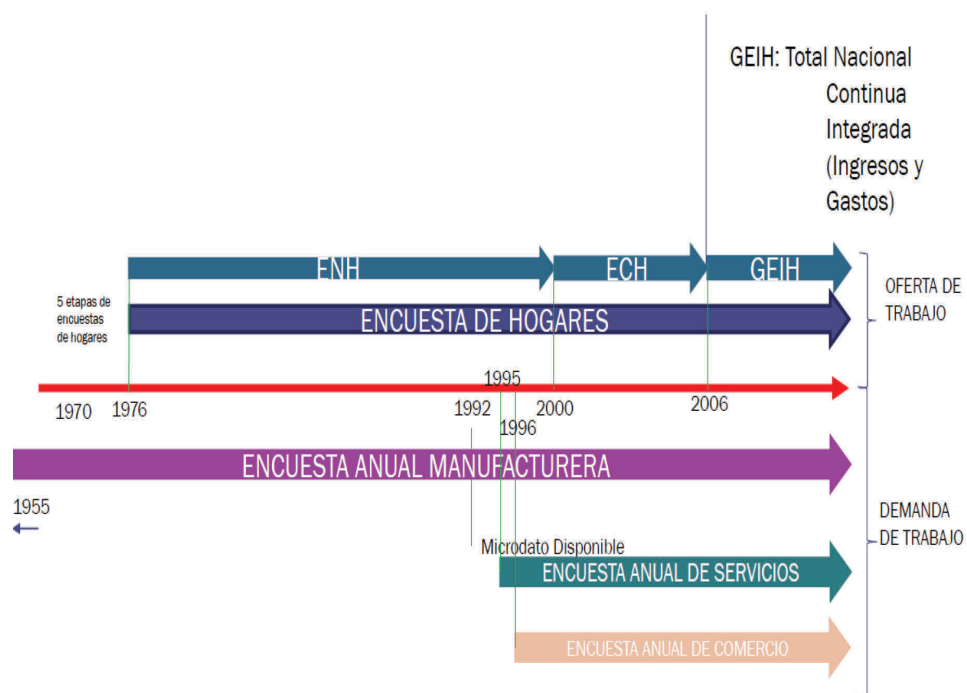 GEIH: Total Nacional
Continua
Integrada
(Ingresos y
Gastos)
ENH
ECH
GEIH
5 etapas de
encuestas
de hogares
ENCUESTA DE HOGARES
OFERTA DE
TRABAJO
1995
1970
1976
1992
2000
2006
1996
ENCUESTA ANUAL MANUFACTURERA
1955
DEMANDA
DE TRABAJO
Microdato Disponible
ENCUESTA ANUAL DE SERVICIOS
ENCUESTA ANUAL DE COMERCIO